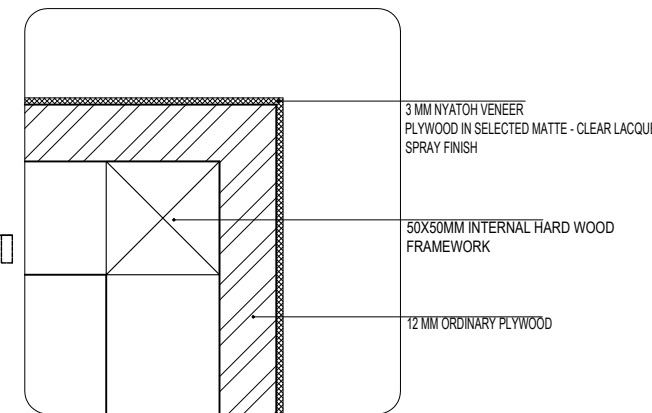 3 MM NYATOH VENEER
PLYWOOD IN SELECTED MATTE - CLEAR LACQUE
SPRAY FINISH
50X50MM INTERNAL HARD WOOD
FRAMEWORK
12 MM ORDINARY PLYWOOD